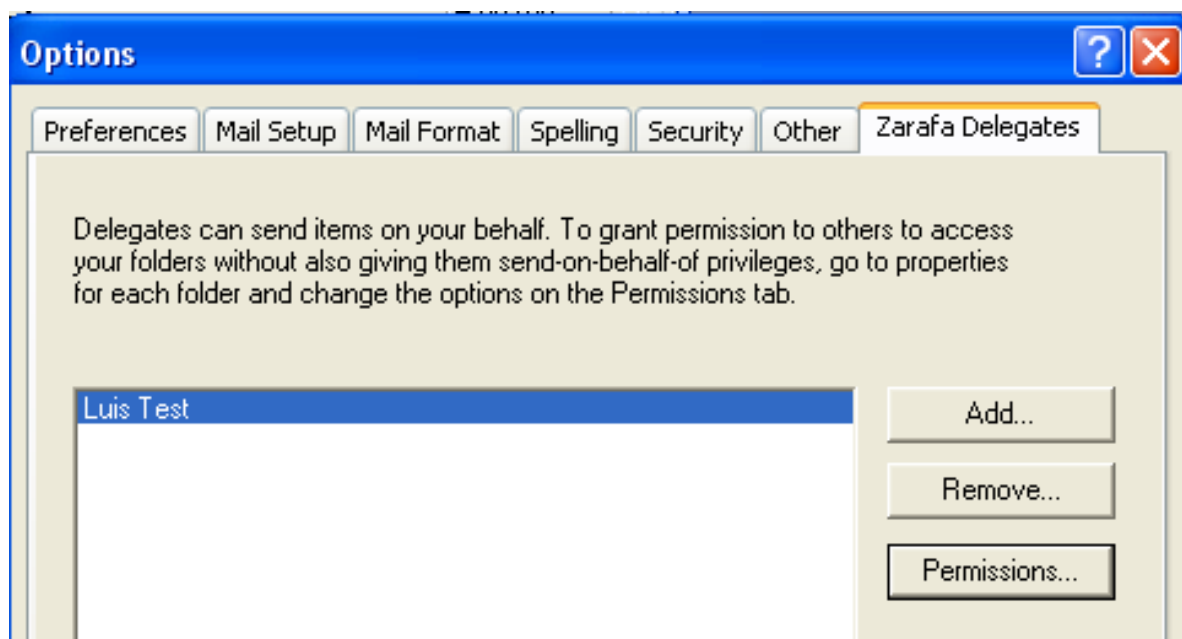 Options
Preferences
Mail Setup
Mail Format
Spelling
Security
Other
Zarafa Delegates
Delegates can send items on your behalf. To grant permission to others to access
your folders without also giving them send-on-behalf-of privileges, go to properties
for each folder and change the options on the Permissions tab.
Luis Test
Add...
Remove...
Permissions...